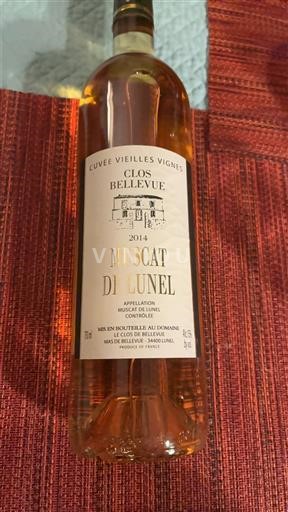 CUVÉE VIEILLES VIGNES
CLOS
BELLEVUE
2014
MUSCAT
DE LUNEL
APPELLATION
MUSCAT DE LUNEL
CONTRÔLÉE
MIS EN BOUTEILLE AU DOMAINE
LE CLOS DE BELLEVUE
MAS DE BELLEVUE - 34400 LUNEL
PRODUCE OF FRANCE